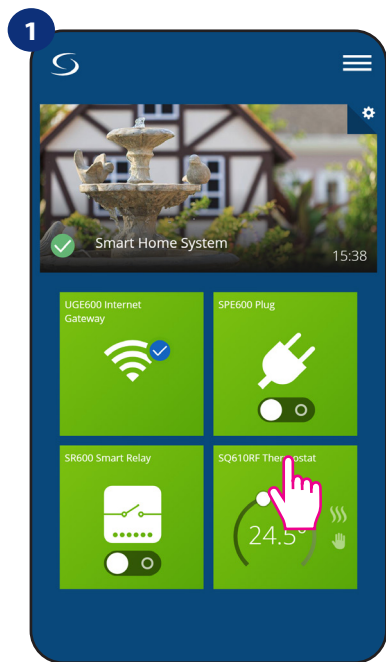 1
Smart Home System
15:38
UGE600 Internet
Gateway
SPE600 Plug
SR600 Smart Relay
SQ610RF Thermostat
24.5°